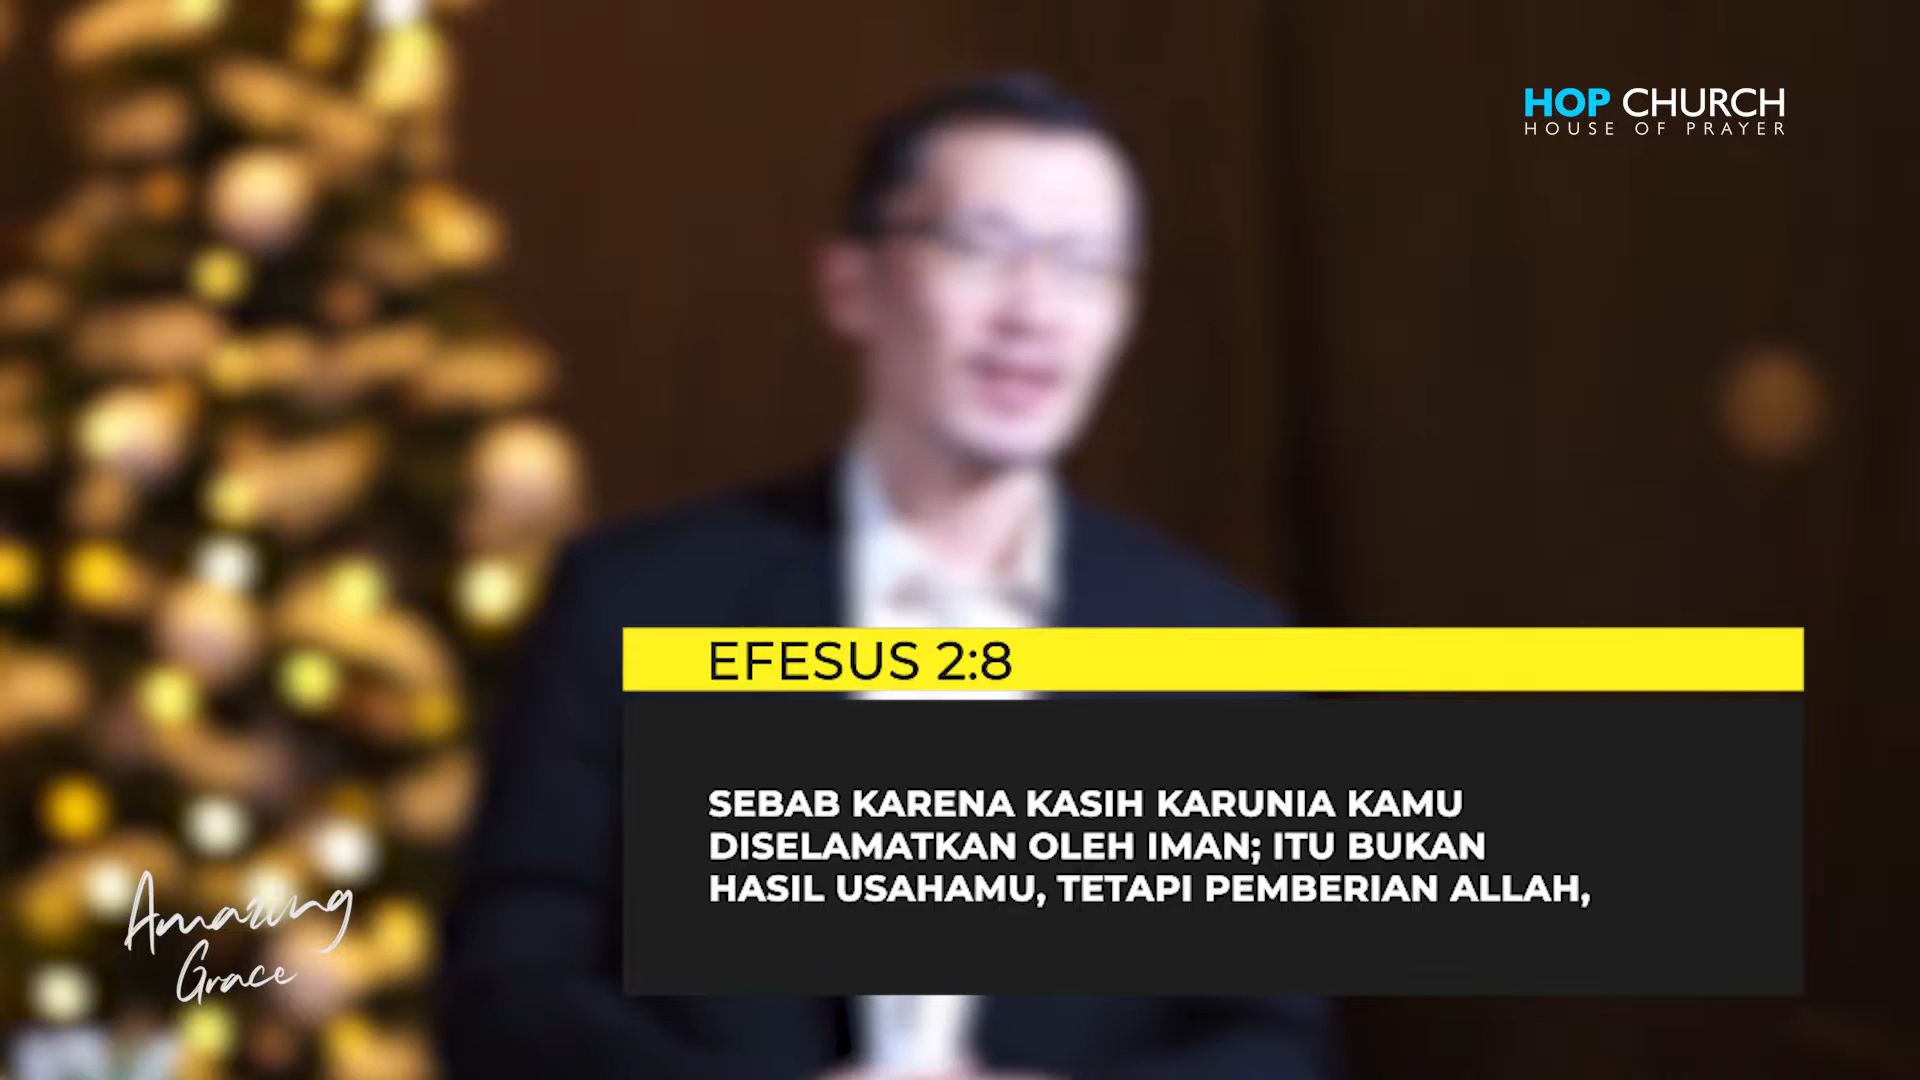 HOP CHURCH
HOUSE OF PRAYER
EFESUS 2:8
SEBAB KARENA KASIH KARUNIA KAMU
DISELAMATKAN OLEH IMAN; ITU BUKAN
HASIL USAHAMU, TETAPI PEMBERIAN ALLAH,
Amazing
Grace